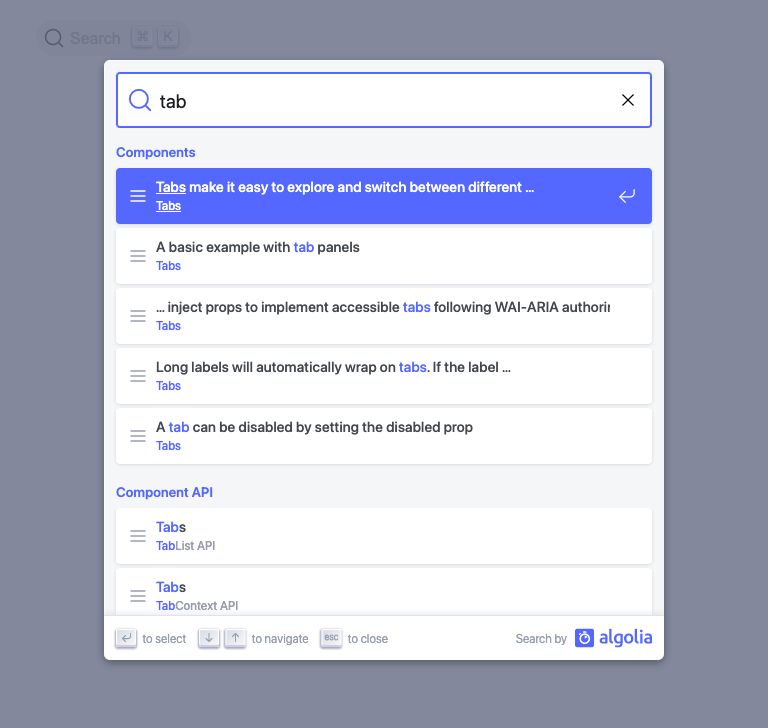 Search ⌘ K
tab
Components
Tabs make it easy to explore and switch between different ...
Tabs
A basic example with tab panels
Tabs
... inject props to implement accessible tabs following WAI-ARIA authorin
Tabs
Long labels will automatically wrap on tabs. If the label ...
Tabs
A tab can be disabled by setting the disabled prop
Tabs
Component API
Tabs
TabList API
Tabs
TabContext API
to select to navigate esc to close Search by algolia